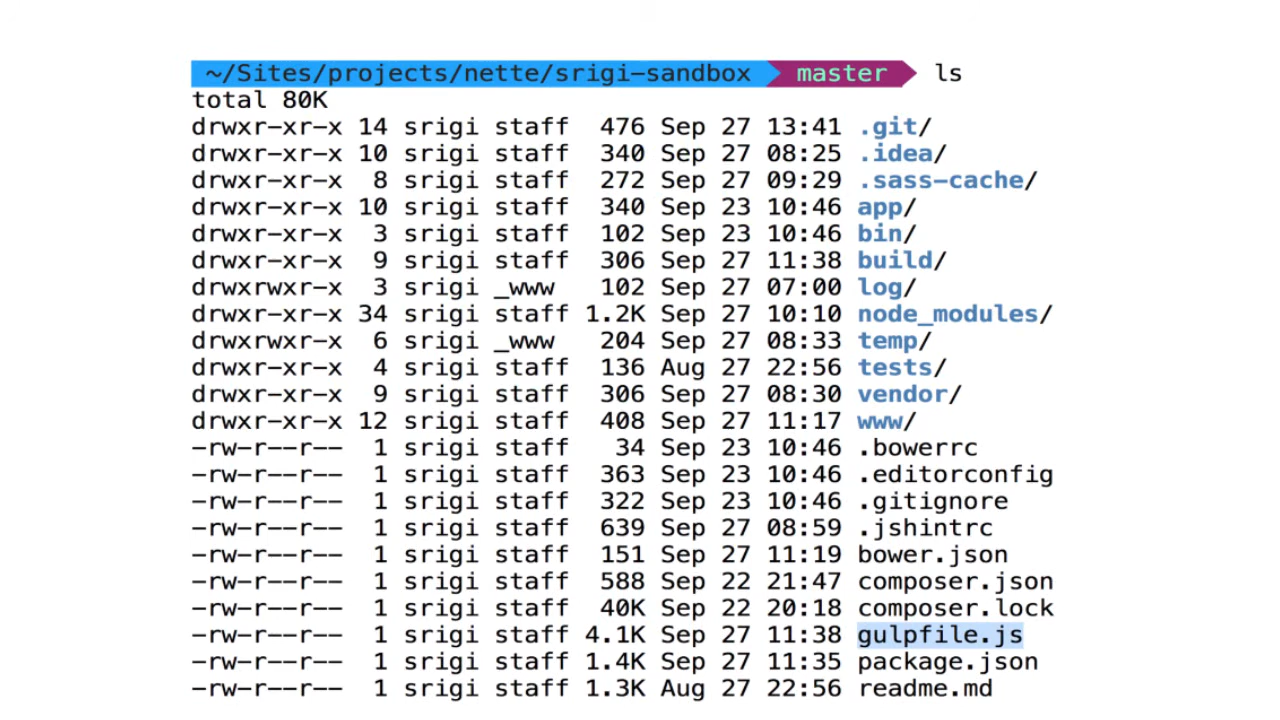 ~/Sites/projects/nette/srigi-sandbox master ls
total 80K
drwxr-xr-x 14 srigi staff  476 Sep 27 13:41 .git/
drwxr-xr-x 10 srigi staff  340 Sep 27 08:25 .idea/
drwxr-xr-x  8 srigi staff  272 Sep 27 09:29 .sass-cache/
drwxr-xr-x 10 srigi staff  340 Sep 23 10:46 app/
drwxr-xr-x  3 srigi staff  102 Sep 23 10:46 bin/
drwxr-xr-x  9 srigi staff  306 Sep 27 11:38 build/
drwxrwxr-x  3 srigi _www   102 Sep 27 07:00 log/
drwxr-xr-x 34 srigi staff 1.2K Sep 27 10:10 node_modules/
drwxrwxr-x  6 srigi _www   204 Sep 27 08:33 temp/
drwxr-xr-x  4 srigi staff  136 Aug 27 22:56 tests/
drwxr-xr-x  9 srigi staff  306 Sep 27 08:30 vendor/
drwxr-xr-x 12 srigi staff  408 Sep 27 11:17 www/
-rw-r--r--  1 srigi staff   34 Sep 23 10:46 .bowerrc
-rw-r--r--  1 srigi staff  363 Sep 23 10:46 .editorconfig
-rw-r--r--  1 srigi staff  322 Sep 23 10:46 .gitignore
-rw-r--r--  1 srigi staff  639 Sep 27 08:59 .jshintrc
-rw-r--r--  1 srigi staff  151 Sep 27 11:19 bower.json
-rw-r--r--  1 srigi staff  588 Sep 22 21:47 composer.json
-rw-r--r--  1 srigi staff  40K Sep 22 20:18 composer.lock
-rw-r--r--  1 srigi staff 4.1K Sep 27 11:38 gulpfile.js
-rw-r--r--  1 srigi staff 1.4K Sep 27 11:35 package.json
-rw-r--r--  1 srigi staff 1.3K Aug 27 22:56 readme.md